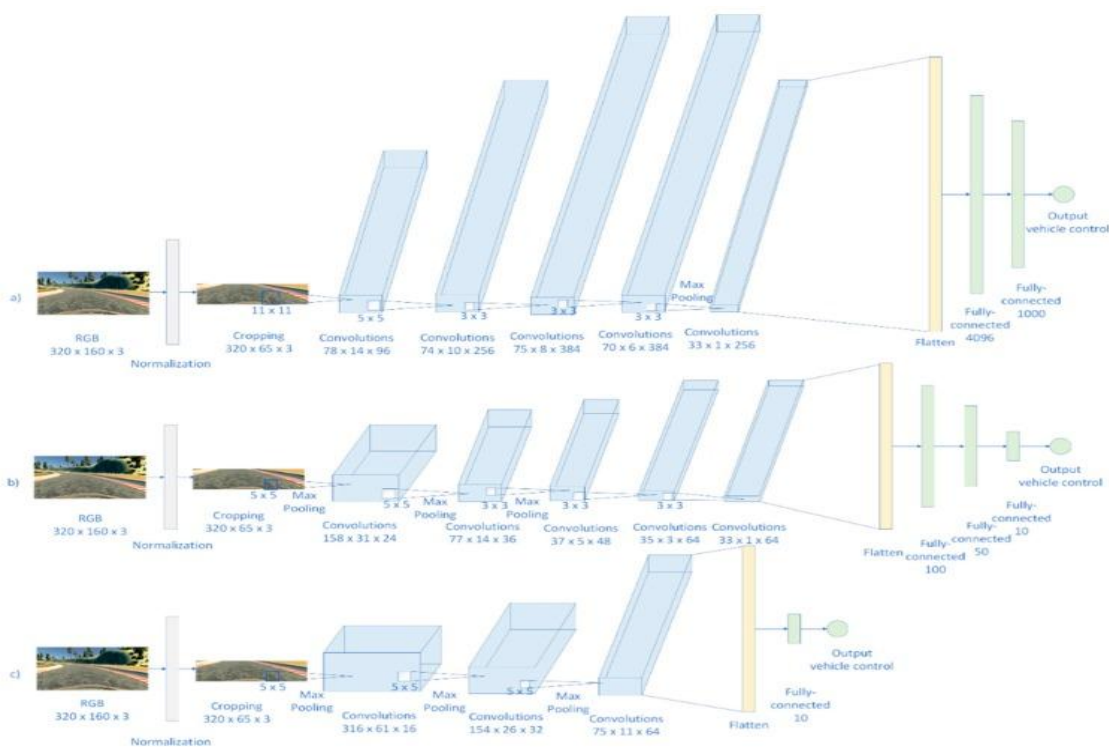 a)
RGB
320 x 160 x 3
Normalization
11 x 11
Cropping
320 x 65 x 3
5 x 5
Convolutions
78 x 14 x 96
3 x 3
Convolutions
74 x 10 x 256
3 x 3
Convolutions
75 x 8 x 384
3 x 3
Convolutions
70 x 6 x 384
Max
Pooling
Convolutions
33 x 1 x 256
Flatten
Fully-
connected
4096
Fully-
connected
1000
Output
vehicle control
b)
RGB
320 x 160 x 3
Normalization
5 x 5
Cropping
320 x 65 x 3
Max
Pooling
5 x 5
Convolutions
158 x 31 x 24
Max
Pooling
3 x 3
Convolutions
77 x 14 x 36
Max
Pooling
3 x 3
Convolutions
37 x 5 x 48
3 x 3
Convolutions
35 x 3 x 64
Convolutions
33 x 1 x 64
Flatten
Fully-
connected
100
Fully-
connected
50
Fully-
connected
10
Output
vehicle control
c)
RGB
320 x 160 x 3
Normalization
5 x 5
Cropping
320 x 65 x 3
Max
Pooling
5 x 5
Convolutions
316 x 61 x 16
Max
Pooling
5 x 5
Convolutions
154 x 26 x 32
Max
Pooling
Convolutions
75 x 11 x 64
Flatten
Fully-
connected
10
Output
vehicle control